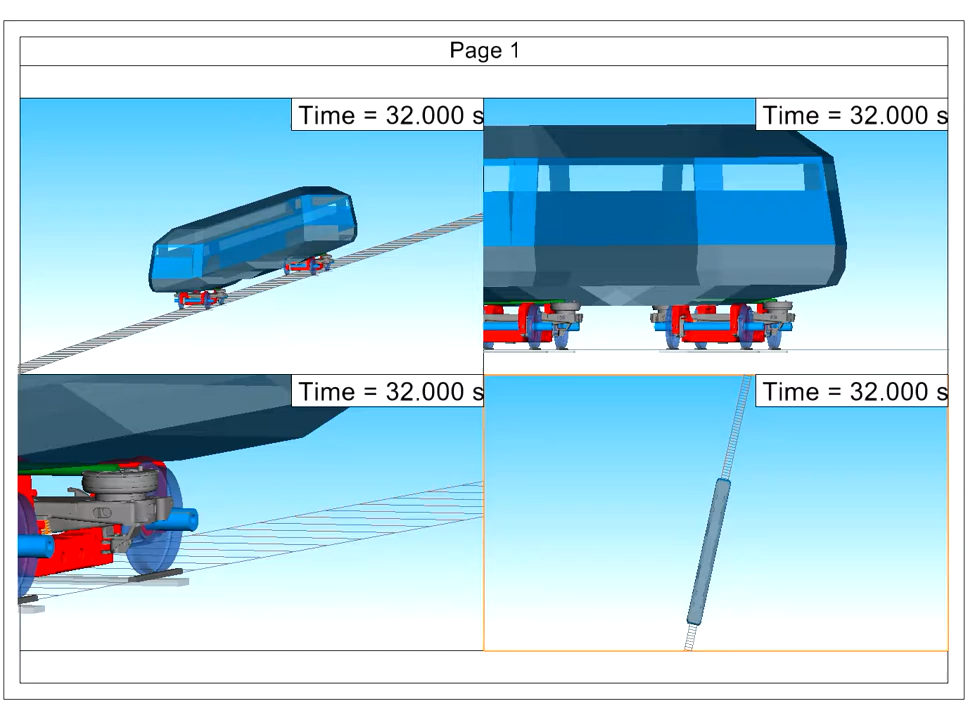 Page 1
Time = 32.000 s
Time = 32.000 s
Time = 32.000 s
Time = 32.000 s